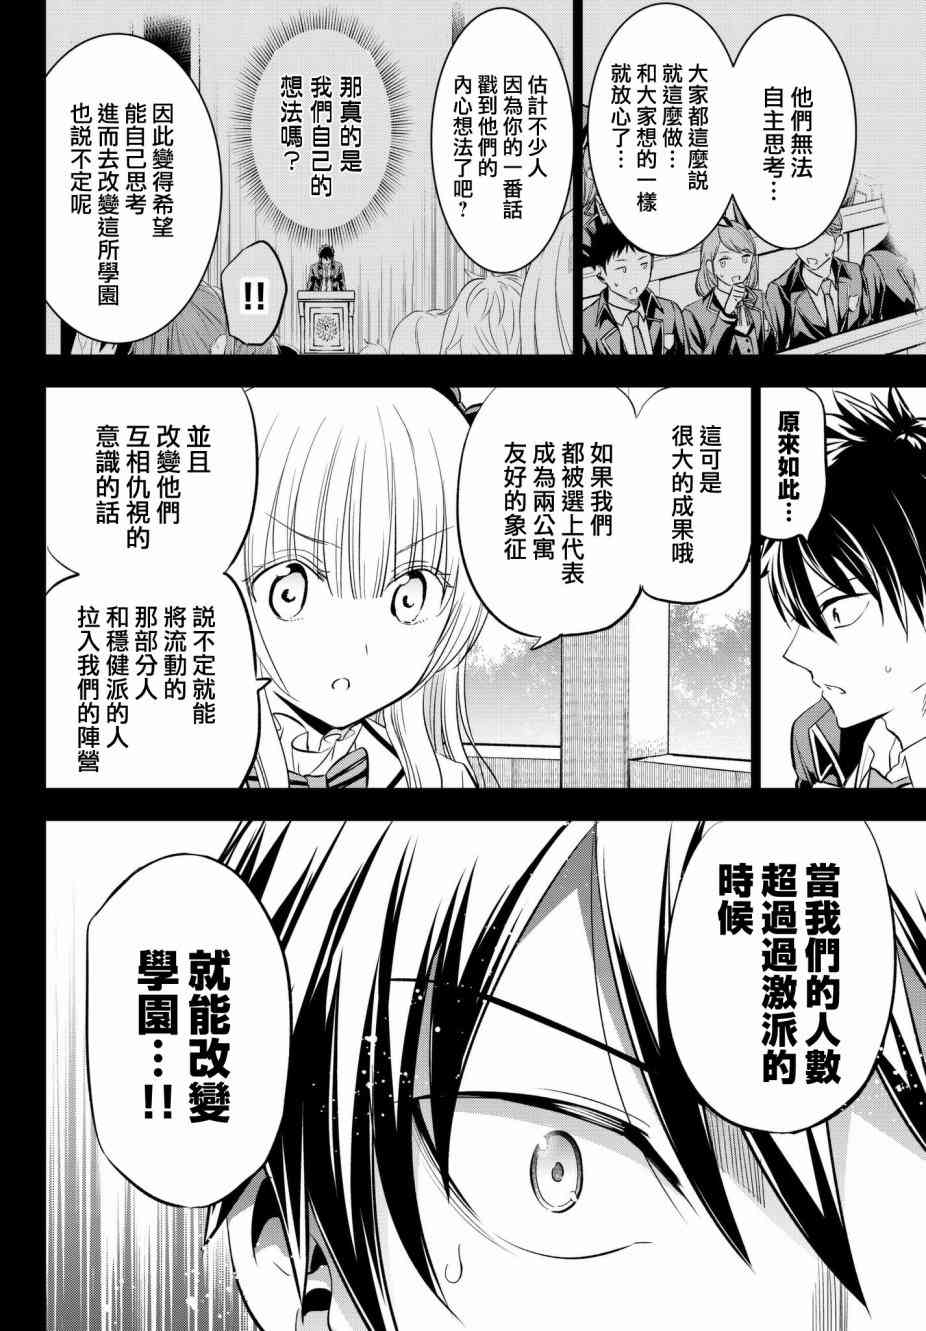 他們無法
自主思考…
大家都這麼說
就這麼做…
和大家想的一樣
就放心了…
估計不少人
因為你的一番話
戳到他們的
內心想法了吧？
那真的是
我們自己的
想法嗎？
!!
因此變得希望
能自己思考
進而去改變這所學園
也說不定呢
原來如此…
這可是
很大的成果哦
如果我們
都被選上代表
成為兩公寓
友好的象征
並且
改變他們
互相仇視的
意識的話
說不定就能
將流動的
那部分人
和穩健派的人
拉入我們的陣營
當我們的人數
超過過激派的
時候
就能改變
學園…!!